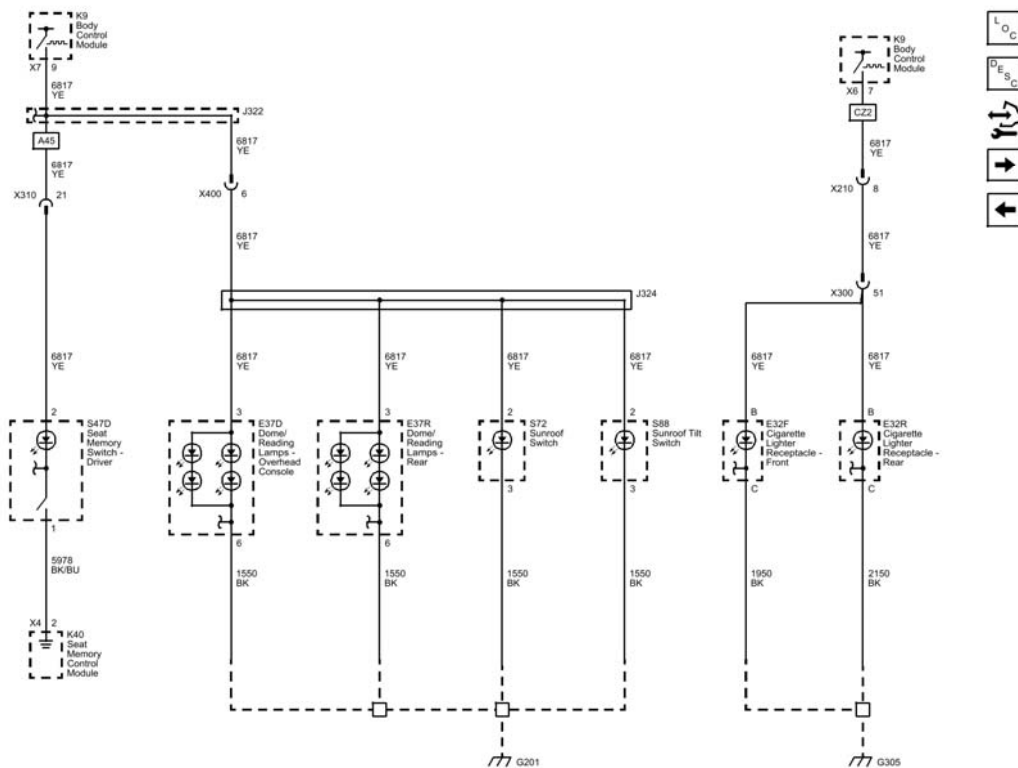 K9
Body
Control
Module
X7 9
6817
YE
J322
A45
6817
YE
X310 21
6817
YE
X400 6
6817
YE
K9
Body
Control
Module
X6 7
CZ2
6817
YE
X210 8
6817
YE
X300 51
J324
6817
YE
6817
YE
6817
YE
6817
YE
6817
YE
6817
YE
6817
YE
2
S47D
Seat
Memory
Switch -
Driver
1
3
E37D
Dome/
Reading
Lamps -
Overhead
Console
6
3
E37R
Dome/
Reading
Lamps -
Rear
6
2
S72
Sunroof
Switch
3
2
S88
Sunroof Tilt
Switch
3
B
E32F
Cigarette
Lighter
Receptacle -
Front
C
B
E32R
Cigarette
Lighter
Receptacle -
Rear
C
5978
BK/BU
1550
BK
1550
BK
1550
BK
1550
BK
1950
BK
2150
BK
X4 2
K40
Seat
Memory
Control
Module
G201
G305
LOC
DESC